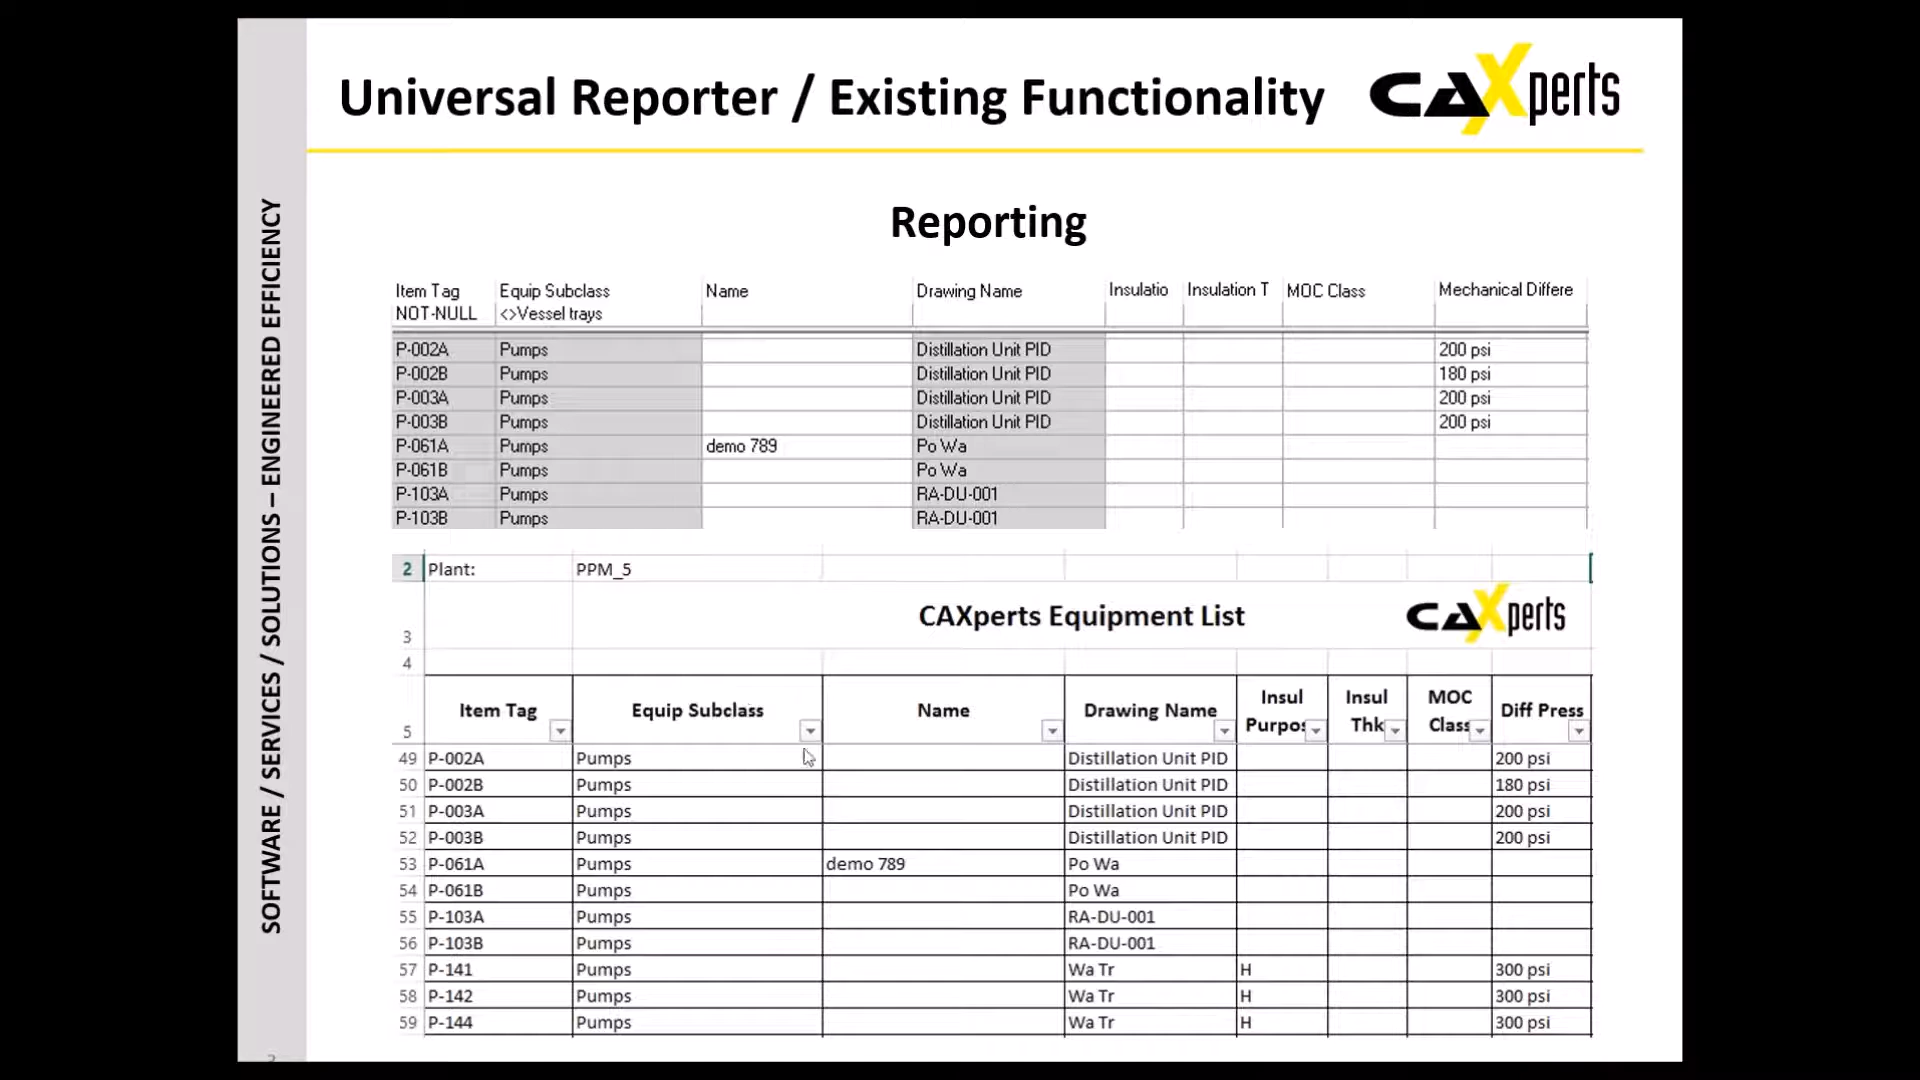 Universal Reporter / Existing Functionality
CAXperts
SOFTWARE / SERVICES / SOLUTIONS – ENGINEERED EFFICIENCY
Reporting
Item Tag Equip Subclass Name Drawing Name Insulatio Insulation T MOC Class Mechanical Differe
NOT-NULL <>Vessel trays
P-002A Pumps Distillation Unit PID 200 psi
P-002B Pumps Distillation Unit PID 180 psi
P-003A Pumps Distillation Unit PID 200 psi
P-003B Pumps Distillation Unit PID 200 psi
P-061A Pumps demo 789 Po Wa
P-061B Pumps Po Wa
P-103A Pumps RA-DU-001
P-103B Pumps RA-DU-001
2 Plant: PPM_5
3 CAXperts Equipment List CAXperts
4
5 Item Tag Equip Subclass Name Drawing Name Insul Purpos Insul Thk MOC Class Diff Press
49 P-002A Pumps Distillation Unit PID 200 psi
50 P-002B Pumps Distillation Unit PID 180 psi
51 P-003A Pumps Distillation Unit PID 200 psi
52 P-003B Pumps Distillation Unit PID 200 psi
53 P-061A Pumps demo 789 Po Wa
54 P-061B Pumps Po Wa
55 P-103A Pumps RA-DU-001
56 P-103B Pumps RA-DU-001
57 P-141 Pumps Wa Tr H 300 psi
58 P-142 Pumps Wa Tr H 300 psi
59 P-144 Pumps Wa Tr H 300 psi